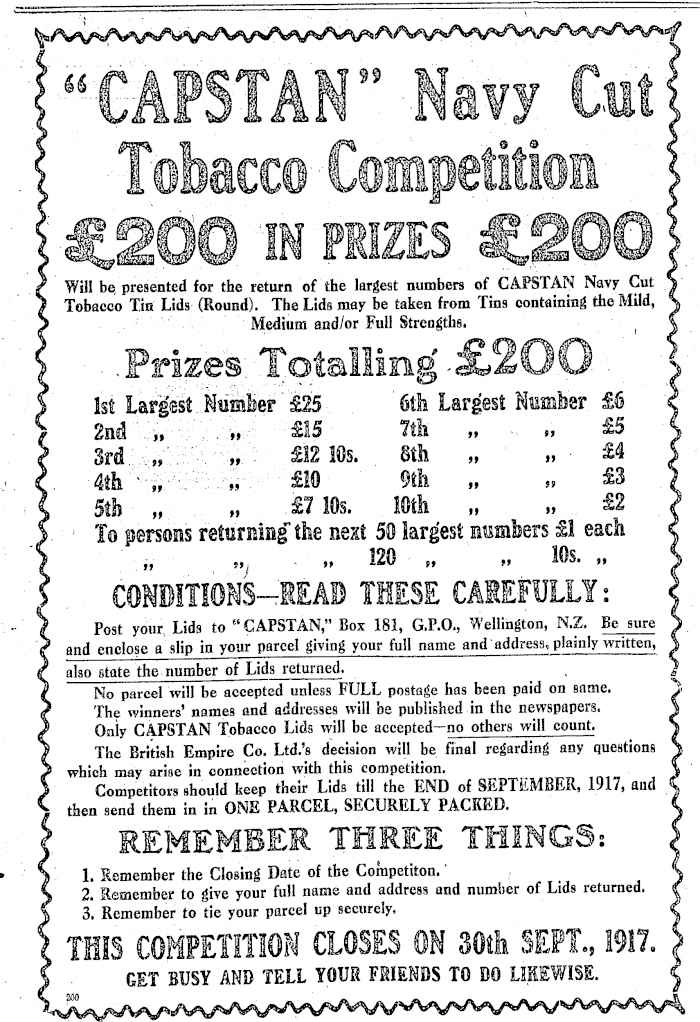 "CAPSTAN" Navy Cut
Tobacco Competition
£200 IN PRIZES £200
Will be presented for the return of the largest numbers of CAPSTAN Navy Cut
Tobacco Tin Lids (Round). The Lids may be taken from Tins containing the Mild,
Medium and/or Full Strengths.
Prizes Totalling £200
1st Largest Number £25 6th Largest Number £6
2nd „ „ £15 7th „ „ £5
3rd „ „ £12 10s. 8th „ „ £4
4th „ „ £10 9th „ „ £3
5th „ „ £7 10s. 10th „ „ £2
To persons returning the next 50 largest numbers £1 each
„ „ „ 120 „ „ 10s. „
CONDITIONS—READ THESE CAREFULLY:
Post your Lids to "CAPSTAN," Box 181, G.P.O., Wellington, N.Z. Be sure
and enclose a slip in your parcel giving your full name and address, plainly written,
also state the number of Lids returned.
No parcel will be accepted unless FULL postage has been paid on same.
The winners' names and addresses will be published in the newspapers.
Only CAPSTAN Tobacco Lids will be accepted—no others will count.
The British Empire Co. Ltd.'s decision will be final regarding any questions
which may arise in connection with this competition.
Competitors should keep their Lids till the END of SEPTEMBER, 1917, and
then send them in in ONE PARCEL, SECURELY PACKED.
REMEMBER THREE THINGS:
1. Remember the Closing Date of the Competiton.
2. Remember to give your full name and address and number of Lids returned.
3. Remember to tie your parcel up securely.
THIS COMPETITION CLOSES ON 30th SEPT., 1917.
GET BUSY AND TELL YOUR FRIENDS TO DO LIKEWISE.
200